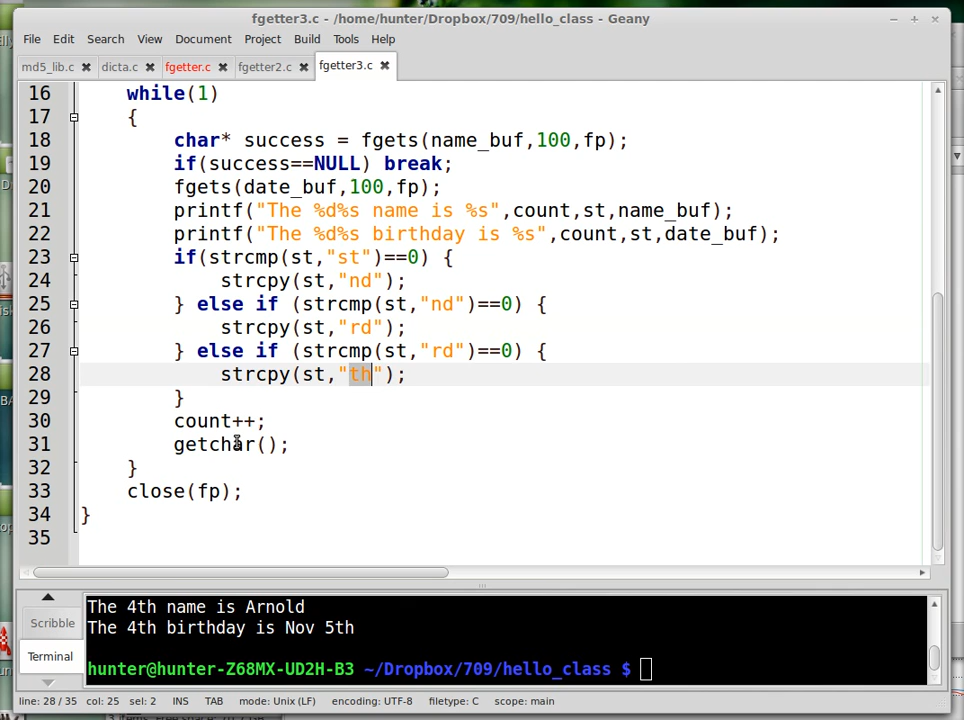 fgetter3.c - /home/hunter/Dropbox/709/hello_class - Geany
File Edit Search View Document Project Build Tools Help
md5_lib.c dicta.c fgetter.c fgetter2.c fgetter3.c
16 while(1)
17 {
18 char* success = fgets(name_buf,100,fp);
19 if(success==NULL) break;
20 fgets(date_buf,100,fp);
21 printf("The %d%s name is %s",count,st,name_buf);
22 printf("The %d%s birthday is %s",count,st,date_buf);
23 if(strcmp(st,"st")==0) {
24 strcpy(st,"nd");
25 } else if (strcmp(st,"nd")==0) {
26 strcpy(st,"rd");
27 } else if (strcmp(st,"rd")==0) {
28 strcpy(st,"th");
29 }
30 count++;
31 getchar();
32 }
33 close(fp);
34 }
35
Scribble
Terminal
The 4th name is Arnold
The 4th birthday is Nov 5th
hunter@hunter-Z68MX-UD2H-B3 ~/Dropbox/709/hello_class $
line: 28 / 35 col: 25 sel: 2 INS TAB mode: Unix (LF) encoding: UTF-8 filetype: C scope: main